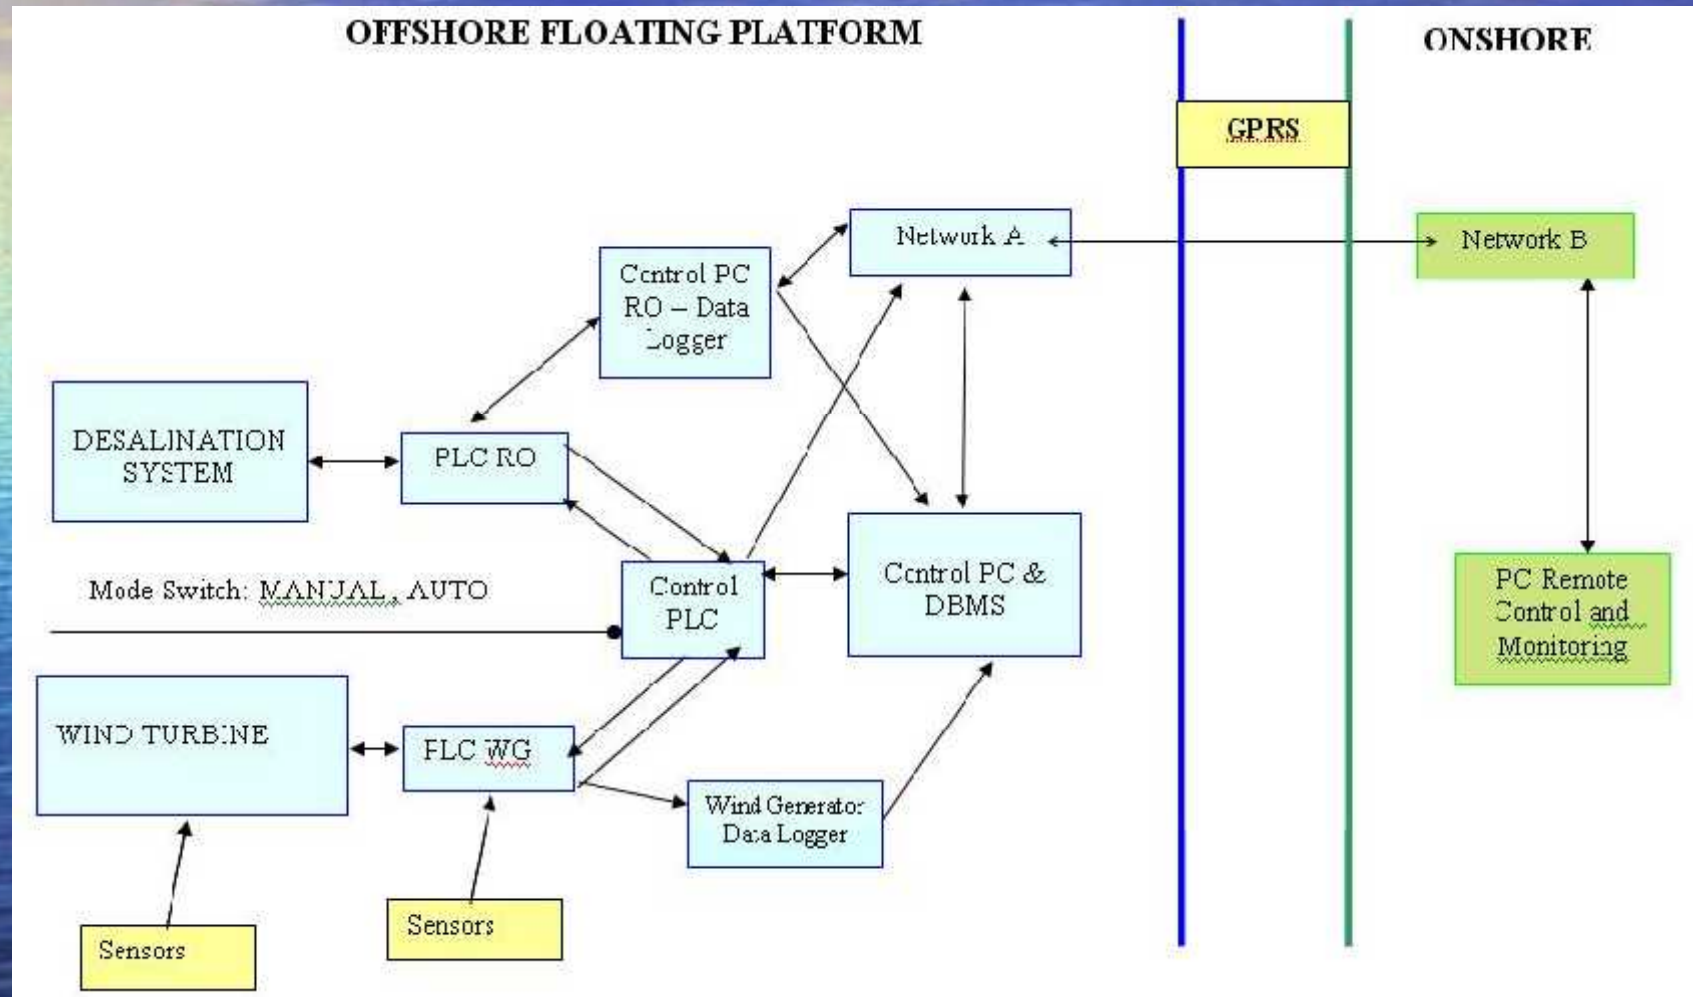 OFFSHORE FLOATING PLATFORM
ONSHORE
GPRS
Network A
Network B
Control PC
RO – Data
Logger
DESALINATION
SYSTEM
PLC RO
Mode Switch: MANUAL, AUTO
Control
PLC
Control PC &
DBMS
PC Remote
Control and
Monitoring
WIND TURBINE
PLC WG
Wind Generator
Data Logger
Sensors
Sensors